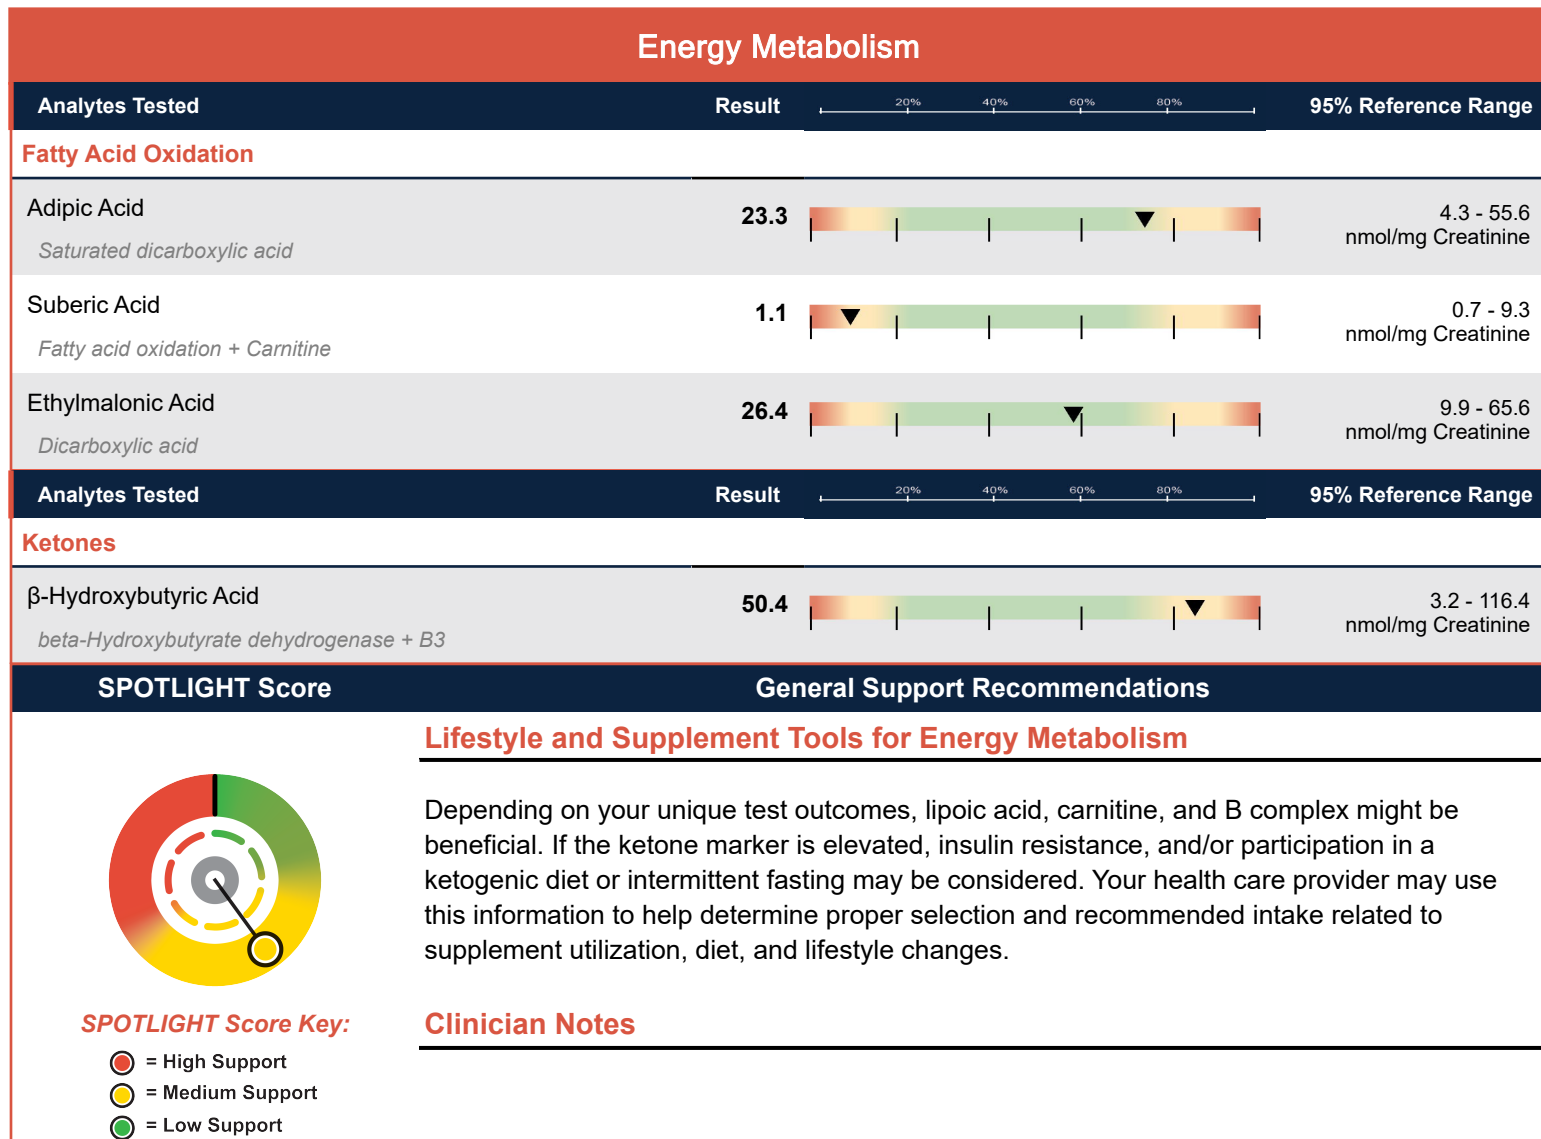 Energy Metabolism
Analytes Tested Result 20% 40% 60% 80% 95% Reference Range
Fatty Acid Oxidation
Adipic Acid 23.3 4.3 - 55.6
nmol/mg Creatinine
Saturated dicarboxylic acid
Suberic Acid 1.1 0.7 - 9.3
nmol/mg Creatinine
Fatty acid oxidation + Carnitine
Ethylmalonic Acid 26.4 9.9 - 65.6
nmol/mg Creatinine
Dicarboxylic acid
Analytes Tested Result 20% 40% 60% 80% 95% Reference Range
Ketones
β-Hydroxybutyric Acid 50.4 3.2 - 116.4
nmol/mg Creatinine
beta-Hydroxybutyrate dehydrogenase + B3
SPOTLIGHT Score General Support Recommendations
Lifestyle and Supplement Tools for Energy Metabolism
Depending on your unique test outcomes, lipoic acid, carnitine, and B complex might be
beneficial. If the ketone marker is elevated, insulin resistance, and/or participation in a
ketogenic diet or intermittent fasting may be considered. Your health care provider may use
this information to help determine proper selection and recommended intake related to
supplement utilization, diet, and lifestyle changes.
SPOTLIGHT Score Key:
= High Support
= Medium Support
= Low Support
Clinician Notes